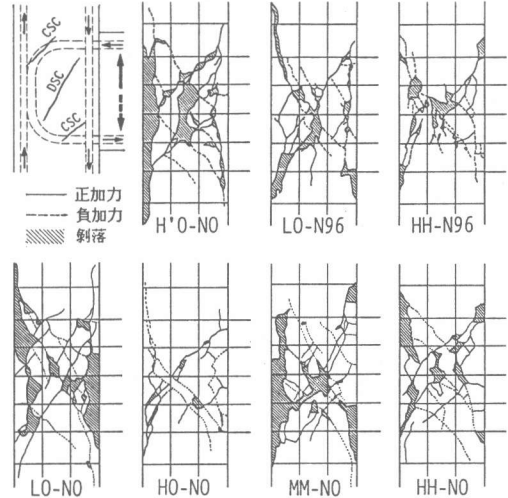 CSC
DSC
CSC
正加力
負加力
剝落
H'O-NO
LO-N96
HH-N96
LO-NO
HO-NO
MM-NO
HH-NO